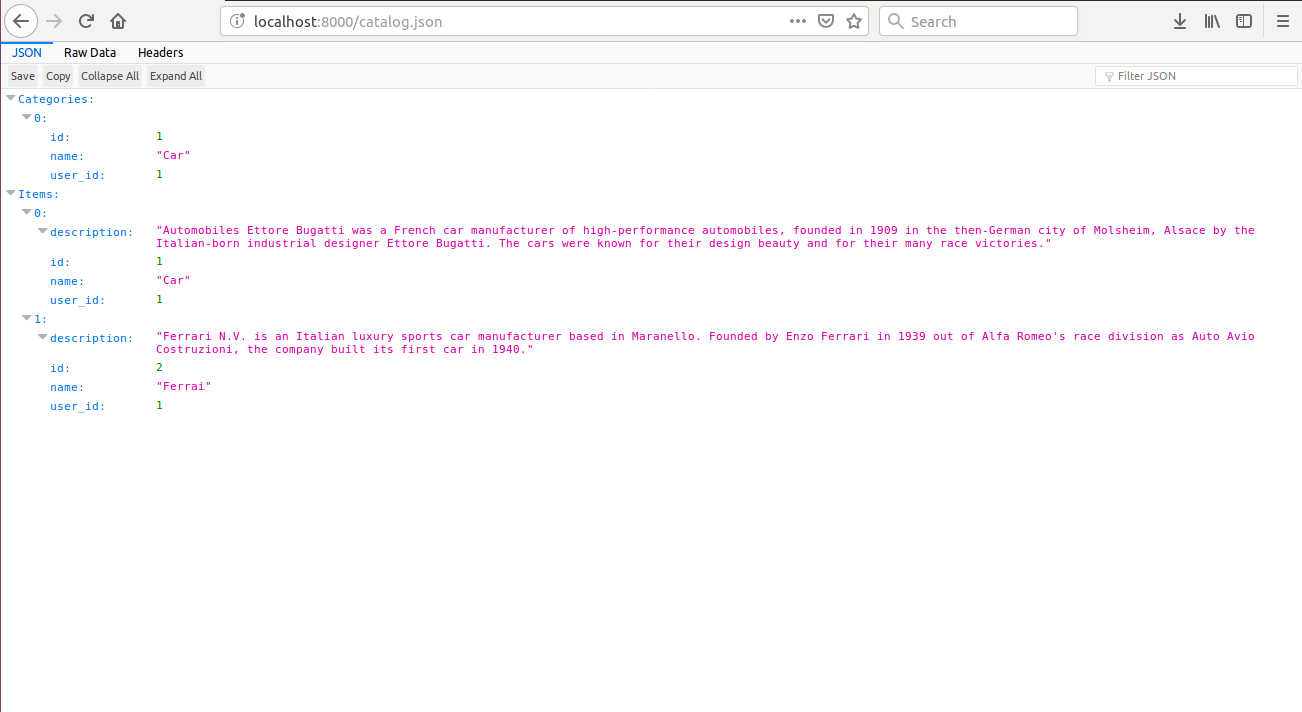 localhost:8000/catalog.json
Search
JSON Raw Data Headers
Save Copy Collapse All Expand All
Filter JSON
Categories:
0:
id: 1
name: "Car"
user_id: 1
Items:
0:
description: "Automobiles Ettore Bugatti was a French car manufacturer of high-performance automobiles, founded in 1909 in the then-German city of Molsheim, Alsace by the
Italian-born industrial designer Ettore Bugatti. The cars were known for their design beauty and for their many race victories."
id: 1
name: "Car"
user_id: 1
1:
description: "Ferrari N.V. is an Italian luxury sports car manufacturer based in Maranello. Founded by Enzo Ferrari in 1939 out of Alfa Romeo's race division as Auto Avio
Costruzioni, the company built its first car in 1940."
id: 2
name: "Ferrai"
user_id: 1